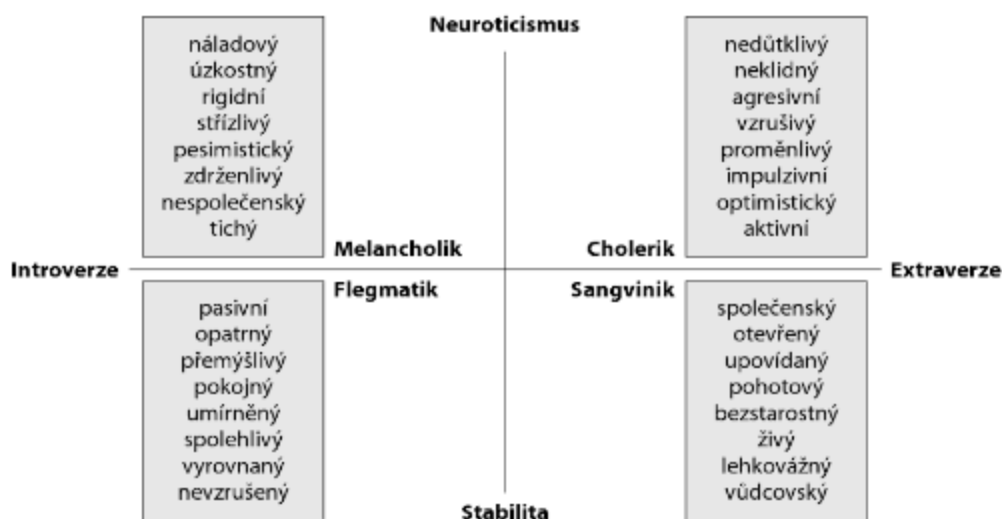 Neuroticismus
náladový
úzkostný
rigidní
střízlivý
pesimistický
zdrženlivý
nespolečenský
tichý
nedůtklivý
neklidný
agresivní
vzrušivý
proměnlivý
impulzivní
optimistický
aktivní
Melancholik
Cholerik
Introverze
Extraverze
Flegmatik
Sangvinik
pasivní
opatrný
přemýšlivý
pokojný
umírněný
spolehlivý
vyrovnaný
nevzrušený
společenský
otevřený
upovídaný
pohotový
bezstarostný
živý
lehkovážný
vůdcovský
Stabilita